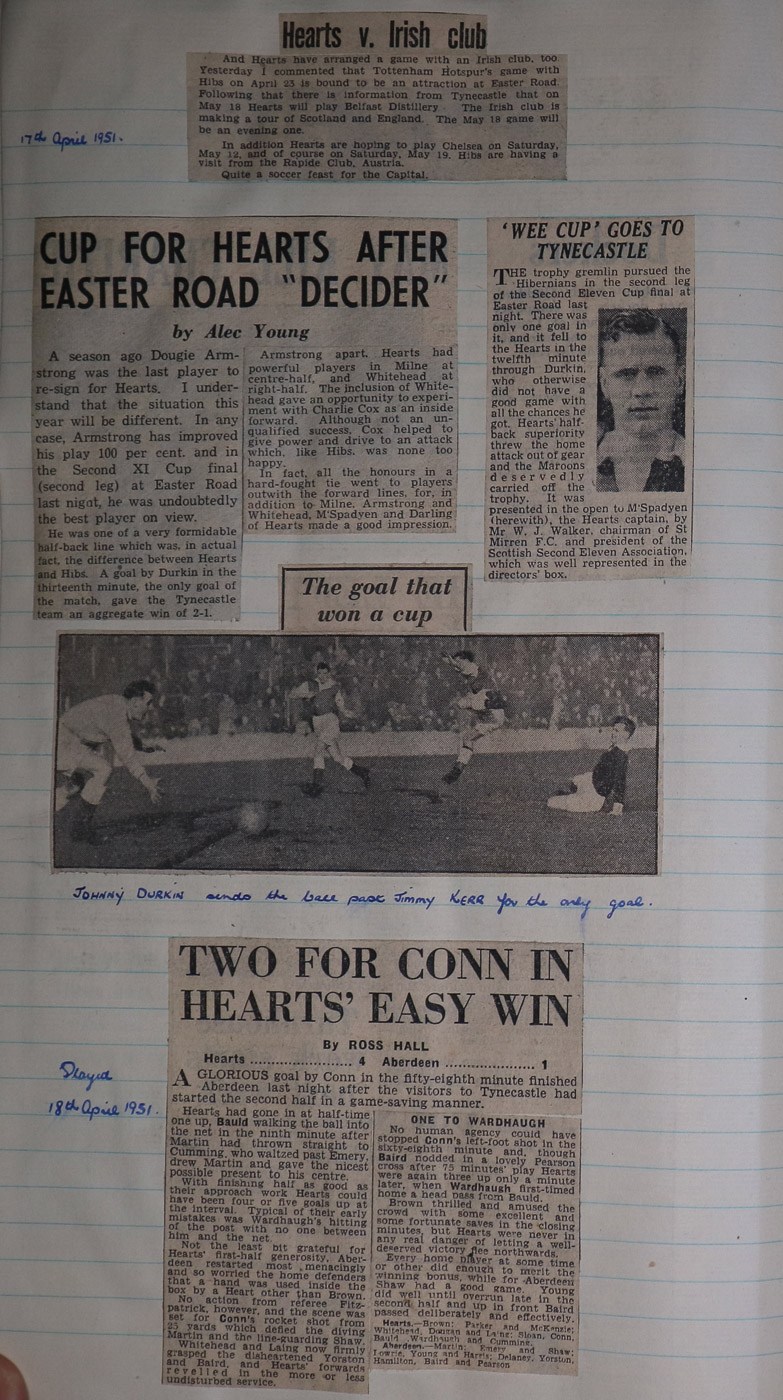 Hearts v. Irish club
And Hearts have arranged a game with an Irish club, too
Yesterday I commented that Tottenham Hotspur's game with
Hibs on April 23 is bound to be an attraction at Easter Road.
Following that there is information from Tynecastle that on
May 18 Hearts will play Belfast Distillery. The Irish club is
making a tour of Scotland and England. The May 18 game will
be an evening one.
In addition Hearts are hoping to play Chelsea on Saturday,
May 12, and of course on Saturday, May 19, Hibs are having a
visit from the Rapide Club, Austria.
Quite a soccer feast for the Capital.
17th April 1951.
CUP FOR HEARTS AFTER
EASTER ROAD "DECIDER"
by Alec Young
A season ago Dougie Arm-
strong was the last player to
re-sign for Hearts. I under-
stand that the situation this
year will be different. In any
case, Armstrong has improved
his play 100 per cent. and in
the Second XI Cup final
(second leg) at Easter Road
last nigat, he was undoubtedly
the best player on view.
He was one of a very formidable
half-back line which was, in actual
fact, the difference between Hearts
and Hibs. A goal by Durkin in the
thirteenth minute, the only goal of
the match, gave the Tynecastle
team an aggregate win of 2-1.
Armstrong apart, Hearts had
powerful players in Milne at
centre-half, and Whitehead at
right-half. The inclusion of White-
head gave an opportunity to experi-
ment with Charlie Cox as an inside
forward. Although not an un-
qualified success, Cox helped to
give power and drive to an attack
which, like Hibs, was none too
happy.
In fact, all the honours in a
hard-fought tie went to players
outwith the forward lines, for, in
addition to Milne, Armstrong and
Whitehead, M'Spadyen and Darling
of Hearts made a good impression.
'WEE CUP' GOES TO
TYNECASTLE
THE trophy gremlin pursued the
Hibernians in the second leg
of the Second Eleven Cup final at
Easter Road last
night. There was
only one goal in
it, and it fell to
the Hearts in the
twelfth minute
through Durkin,
who otherwise
did not have a
good game with
all the chances he
got. Hearts' half-
back superiority
threw the home
attack out of gear
and the Maroons
deservedly
carried off the
trophy. It was
presented in the open to M'Spadyen
(herewith), the Hearts captain, by
Mr W. J. Walker, chairman of St
Mirren F.C. and president of the
Scottish Second Eleven Association,
which was well represented in the
directors' box.
The goal that
won a cup
JOHNNY DURKIN sends the ball past Jimmy KERR for the only goal.
TWO FOR CONN IN
HEARTS' EASY WIN
By ROSS HALL
Hearts ...................... 4 Aberdeen .................... 1
Played
18th April 1951.
A GLORIOUS goal by Conn in the fifty-eighth minute finished
Aberdeen last night after the visitors to Tynecastle had
started the second half in a game-saving manner.
Hearts had gone in at half-time
one up, Bauld walking the ball into
the net in the ninth minute after
Martin had thrown straight to
Cumming, who waltzed past Emery,
drew Martin and gave the nicest
possible present to his centre.
With finishing half as good as
their approach work Hearts could
have been four or five goals up at
the interval. Typical of their early
mistakes was Wardhaugh's hitting
of the post with no one between
him and the net.
Not the least bit grateful for
Hearts' first-half generosity, Aber-
deen restarted most menacingly
and so worried the home defenders
that a hand was used inside the
box by a Heart other than Brown.
No action from referee Fitz-
patrick, however, and the scene was
set for Conn's rocket shot from
25 yards which defied the diving
Martin and the line-guarding Shaw.
Whitehead and Laing now firmly
grasped the disheartened Yorston
and Baird, and Hearts' forwards
revelled in the more or less
undisturbed service.
ONE TO WARDHAUGH
No human agency could have
stopped Conn's left-foot shot in the
sixty-eighth minute and, though
Baird nodded in a lovely Pearson
cross after 75 minutes' play Hearts
were again three up only a minute
later, when Wardhaugh first-timed
home a head pass from Bauld.
Brown thrilled and amused the
crowd with some excellent and
some fortunate saves in the closing
minutes, but Hearts were never in
any real danger of letting a well-
deserved victory flee northwards.
Every home player at some time
or other did enough to merit the
winning bonus, while for Aberdeen
Shaw had a good game. Young
did well until overrun late in the
second half and up in front Baird
passed deliberately and effectively.
Hearts.—Brown; Parker and McKenzie;
Whitehead, Dougan and Laing; Sloan, Conn,
Bauld, Wardhaugh and Cumming.
Aberdeen.—Martin; Emery and Shaw;
Lowrie, Young and Harris; Delaney, Yorston,
Hamilton, Baird and Pearson